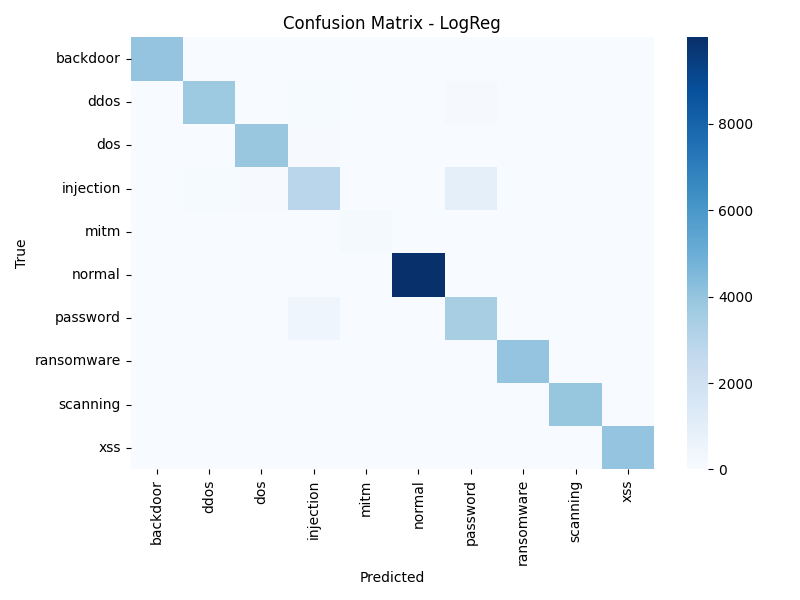 Confusion Matrix - LogReg
True
backdoor
ddos
dos
injection
mitm
normal
password
ransomware
scanning
xss
backdoor
ddos
dos
injection
mitm
normal
password
ransomware
scanning
xss
Predicted
8000
6000
4000
2000
0